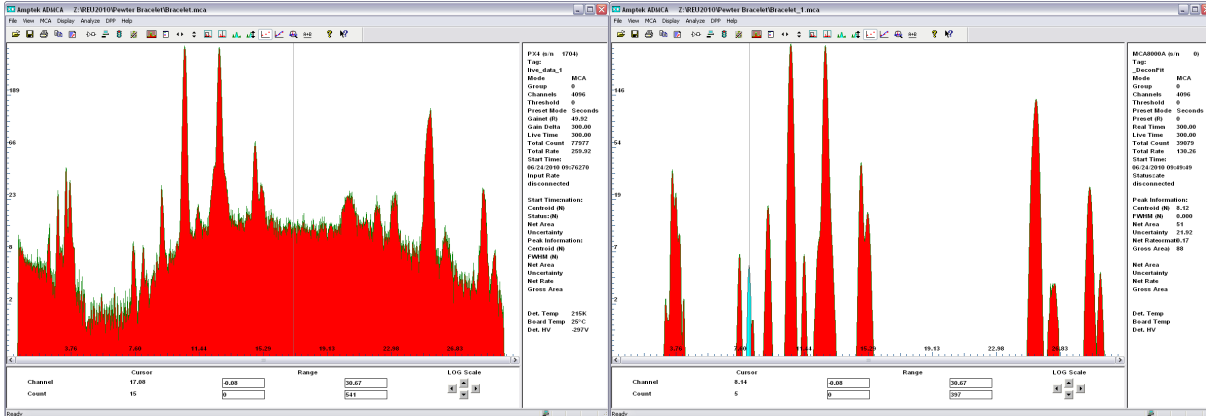 Amptek ADMCA Z:\REU2010\Pewter Bracelet\Bracelet.mca
File View MCA Display Analyze DPP Help
189
66
23
8
2
3.76 7.60 11.44 15.29 19.13 22.98 26.83
PX4 (s/n 1704)
Tag:
live_data_1
Mode MCA
Group 0
Channels 4096
Threshold 0
Preset Mode Seconds
Gainet (R) 49.92
Gain Delta 300.00
Live Time 300.00
Total Count 77977
Total Rate 259.92
Start Time:
06/24/2010 09:76270
Input Rate
disconnected
Start Time:nation:
Centroid (N)
Status:(N)
Net Area
Uncertainty
Peak Information:
Centroid (N)
FWHM (N)
Net Area
Uncertainty
Net Rate
Gross Area
Det. Temp 215K
Board Temp 25°C
Det. HV -297V
Cursor Range LOG Scale
Channel 17.08 -0.08 30.67
Count 15 0 541
Ready
Amptek ADMCA Z:\REU2010\Pewter Bracelet\Bracelet_1.mca
File View MCA Display Analyze DPP Help
146
54
19
7
2
3.76 7.60 11.44 15.29 19.13 22.98 26.83
MCA8000A (s/n 0)
Tag:
_DeconFit
Mode MCA
Group 0
Channels 4096
Threshold 0
Preset Mode Seconds
Preset (R) 0
Real Time: 300.00
Live Time 300.00
Total Count 39079
Total Rate 130.26
Start Time:
06/24/2010 09:49:49
Status:ate
disconnected
Peak Information:
Centroid (N) 8.12
FWHM (N) 0.000
Net Area 51
Uncertainty 21.92
Gross Area) 88
Net Area
Uncertainty
Net Rate
Gross Area
Det. Temp
Board Temp
Det. HV
Cursor Range LOG Scale
Channel 8.14 -0.08 30.67
Count 5 0 397
Ready